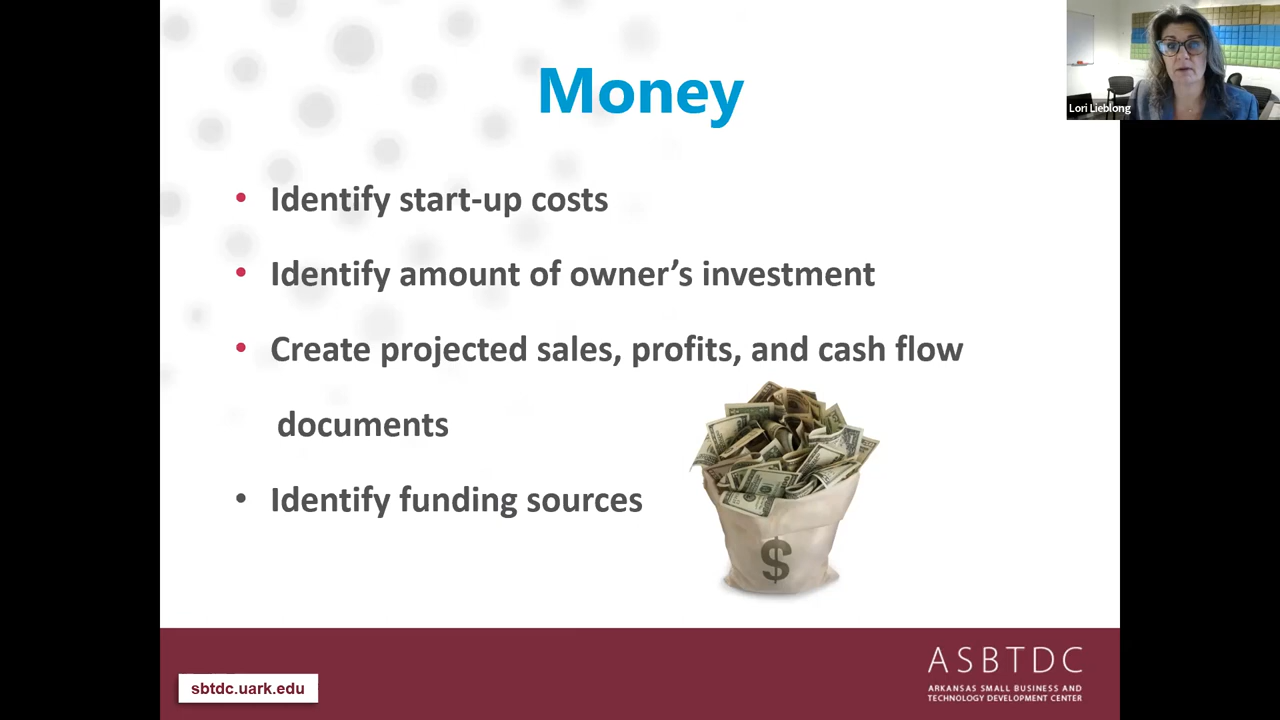 Money
Lori Lieblong
• Identify start-up costs
• Identify amount of owner’s investment
• Create projected sales, profits, and cash flow
documents
• Identify funding sources
$
sbtdc.uark.edu
ASBTDC
ARKANSAS SMALL BUSINESS AND
TECHNOLOGY DEVELOPMENT CENTER